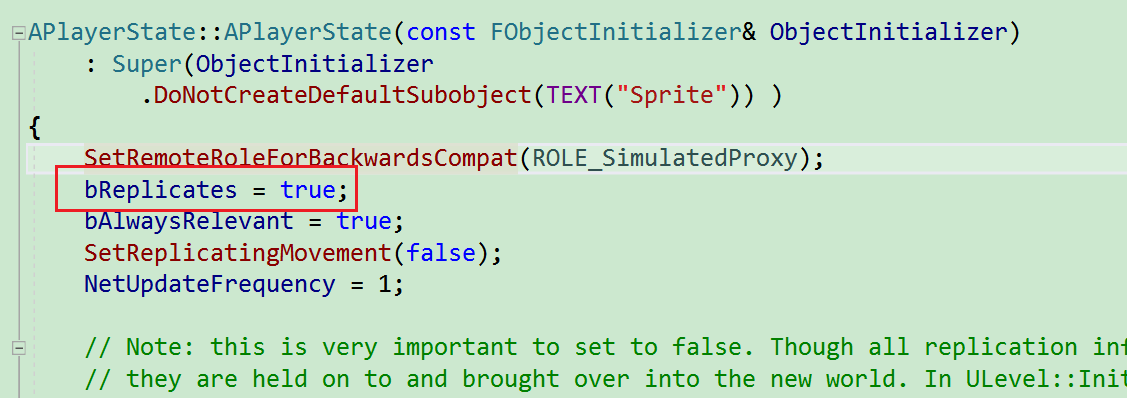 APlayerState::APlayerState(const FObjectInitializer& ObjectInitializer)
: Super(ObjectInitializer
.DoNotCreateDefaultSubobject(TEXT("Sprite")) )
{
SetRemoteRoleForBackwardsCompat(ROLE_SimulatedProxy);
bReplicates = true;
bAlwaysRelevant = true;
SetReplicatingMovement(false);
NetUpdateFrequency = 1;
// Note: this is very important to set to false. Though all replication inf
// they are held on to and brought over into the new world. In ULevel::Init